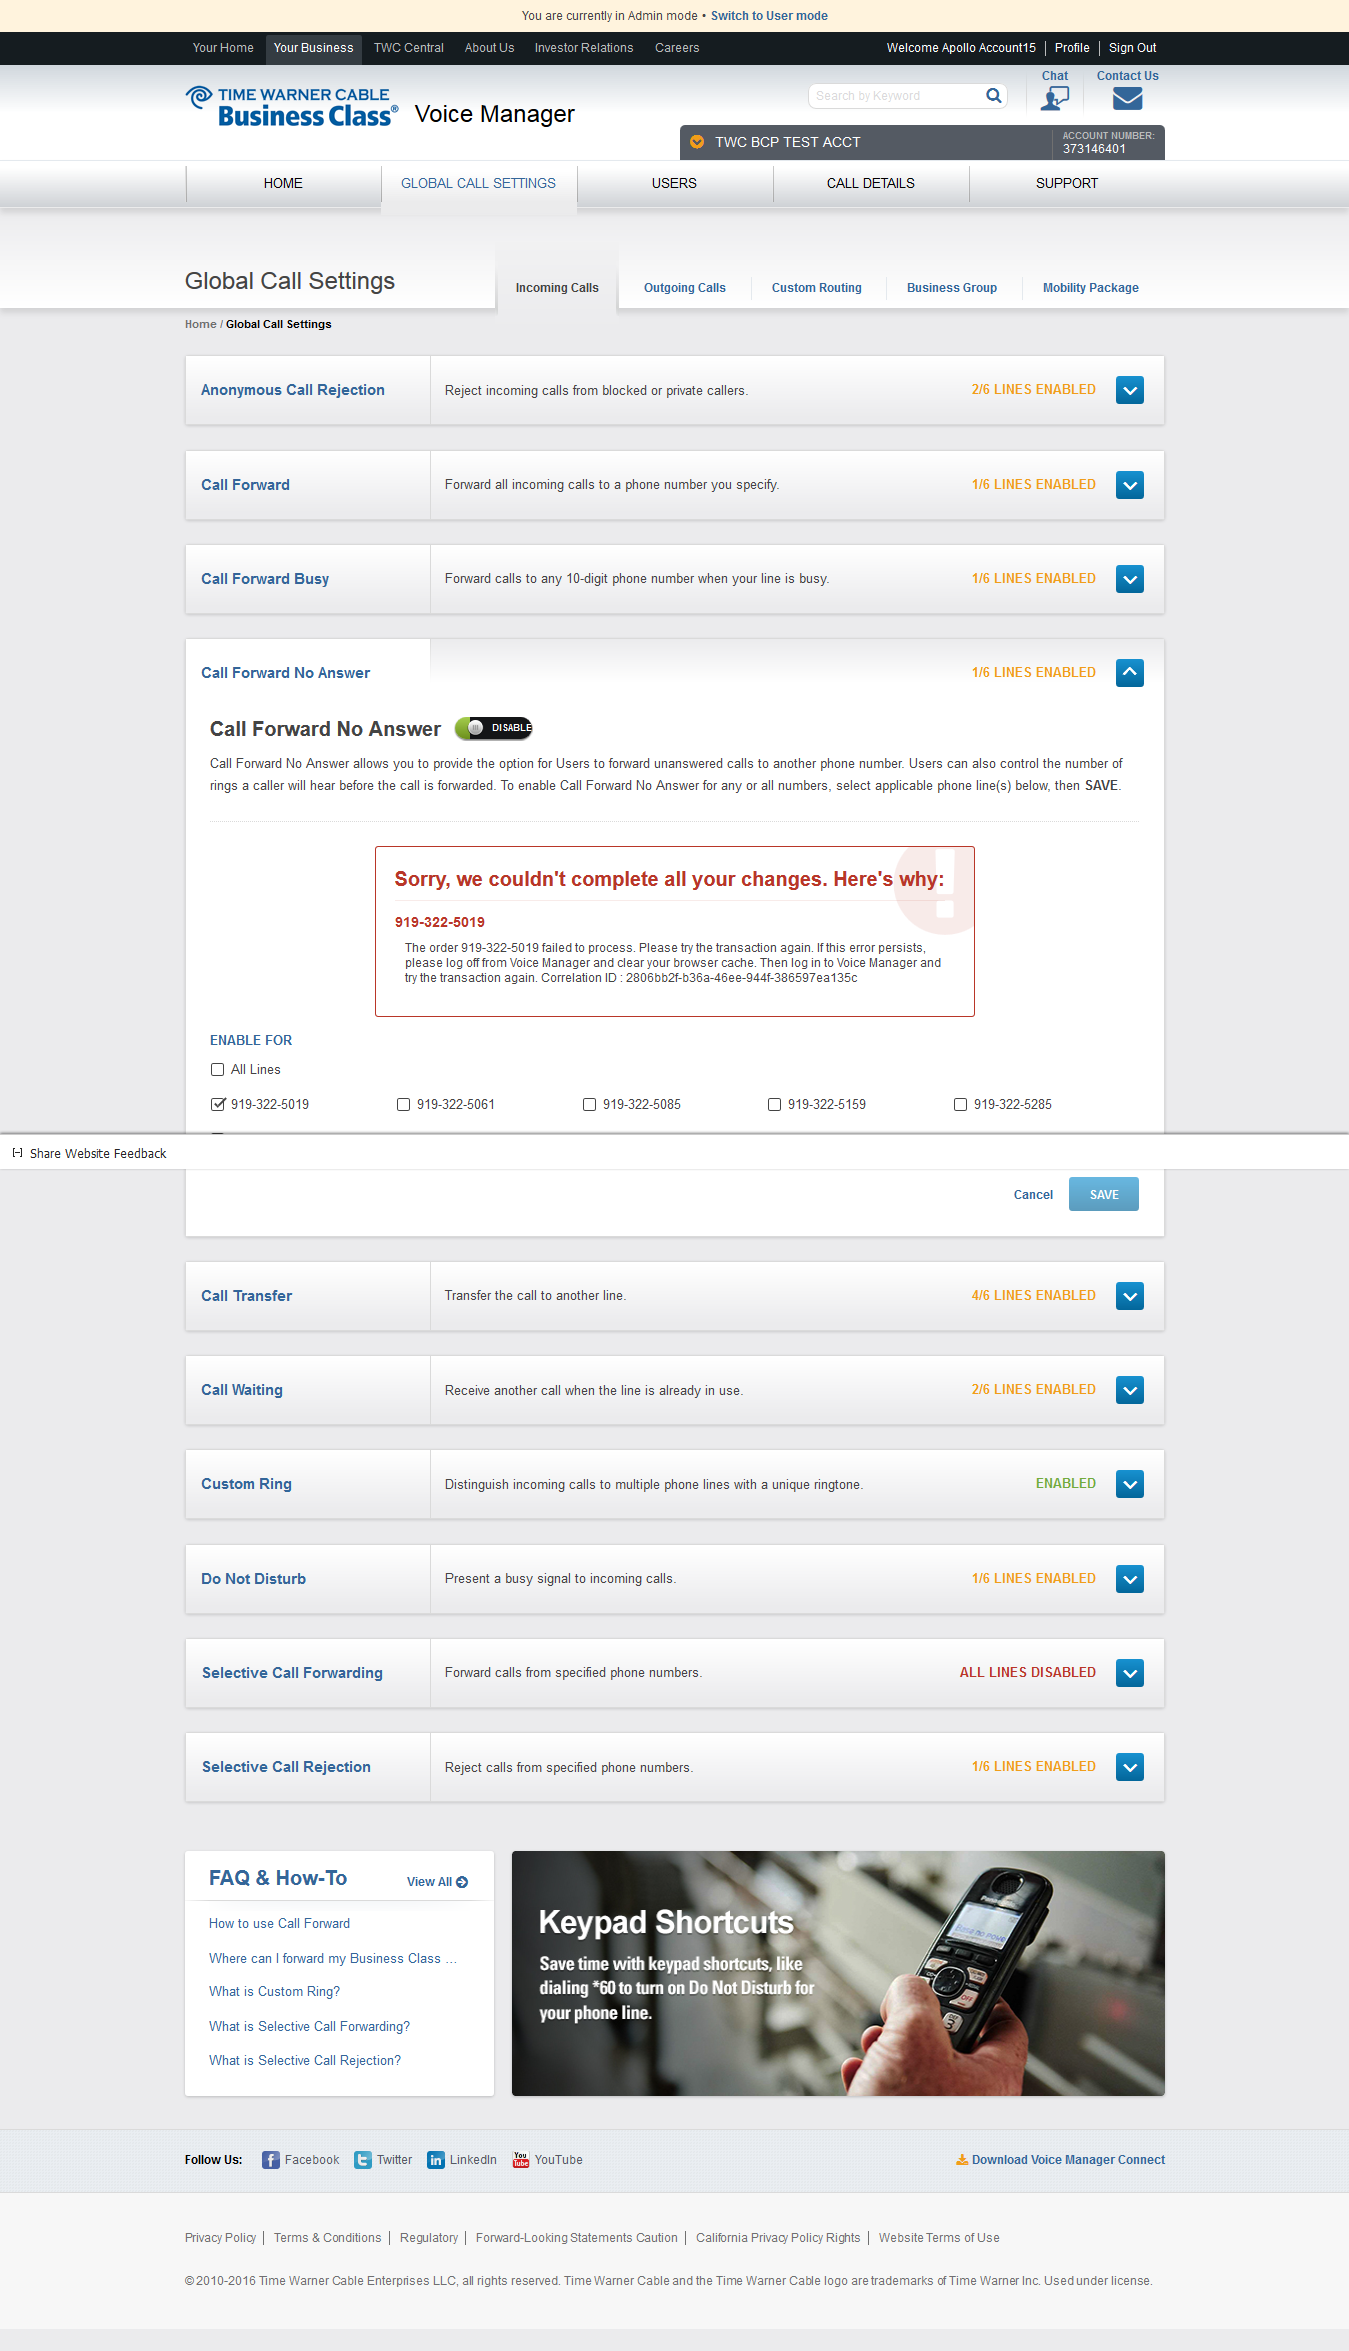 You are currently in Admin mode • Switch to User mode
Your Home Your Business TWC Central About Us Investor Relations Careers Welcome Apollo Account15 Profile Sign Out
Chat Contact Us
TIME WARNER CABLE
Business Class® Voice Manager
Search by Keyword
TWC BCP TEST ACCT
ACCOUNT NUMBER:
373146401
HOME GLOBAL CALL SETTINGS USERS CALL DETAILS SUPPORT
Global Call Settings
Incoming Calls Outgoing Calls Custom Routing Business Group Mobility Package
Home / Global Call Settings
Anonymous Call Rejection Reject incoming calls from blocked or private callers. 2/6 LINES ENABLED
Call Forward Forward all incoming calls to a phone number you specify. 1/6 LINES ENABLED
Call Forward Busy Forward calls to any 10-digit phone number when your line is busy. 1/6 LINES ENABLED
Call Forward No Answer 1/6 LINES ENABLED
Call Forward No Answer DISABLE
Call Forward No Answer allows you to provide the option for Users to forward unanswered calls to another phone number. Users can also control the number of
rings a caller will hear before the call is forwarded. To enable Call Forward No Answer for any or all numbers, select applicable phone line(s) below, then SAVE.
Sorry, we couldn't complete all your changes. Here's why:
919-322-5019
The order 919-322-5019 failed to process. Please try the transaction again. If this error persists,
please log off from Voice Manager and clear your browser cache. Then log in to Voice Manager and
try the transaction again. Correlation ID : 2806bb2f-b36a-46ee-944f-386597ea135c
ENABLE FOR
All Lines
919-322-5019 919-322-5061 919-322-5085 919-322-5159 919-322-5285
[-] Share Website Feedback
Cancel SAVE
Call Transfer Transfer the call to another line. 4/6 LINES ENABLED
Call Waiting Receive another call when the line is already in use. 2/6 LINES ENABLED
Custom Ring Distinguish incoming calls to multiple phone lines with a unique ringtone. ENABLED
Do Not Disturb Present a busy signal to incoming calls. 1/6 LINES ENABLED
Selective Call Forwarding Forward calls from specified phone numbers. ALL LINES DISABLED
Selective Call Rejection Reject calls from specified phone numbers. 1/6 LINES ENABLED
FAQ & How-To View All
How to use Call Forward
Where can I forward my Business Class ...
What is Custom Ring?
What is Selective Call Forwarding?
What is Selective Call Rejection?
Keypad Shortcuts
Save time with keypad shortcuts, like
dialing *60 to turn on Do Not Disturb for
your phone line.
Panasonic
OFF
3
Follow Us: Facebook Twitter LinkedIn You Tube YouTube Download Voice Manager Connect
Privacy Policy Terms & Conditions Regulatory Forward-Looking Statements Caution California Privacy Policy Rights Website Terms of Use
©2010-2016 Time Warner Cable Enterprises LLC, all rights reserved. Time Warner Cable and the Time Warner Cable logo are trademarks of Time Warner Inc. Used under license.